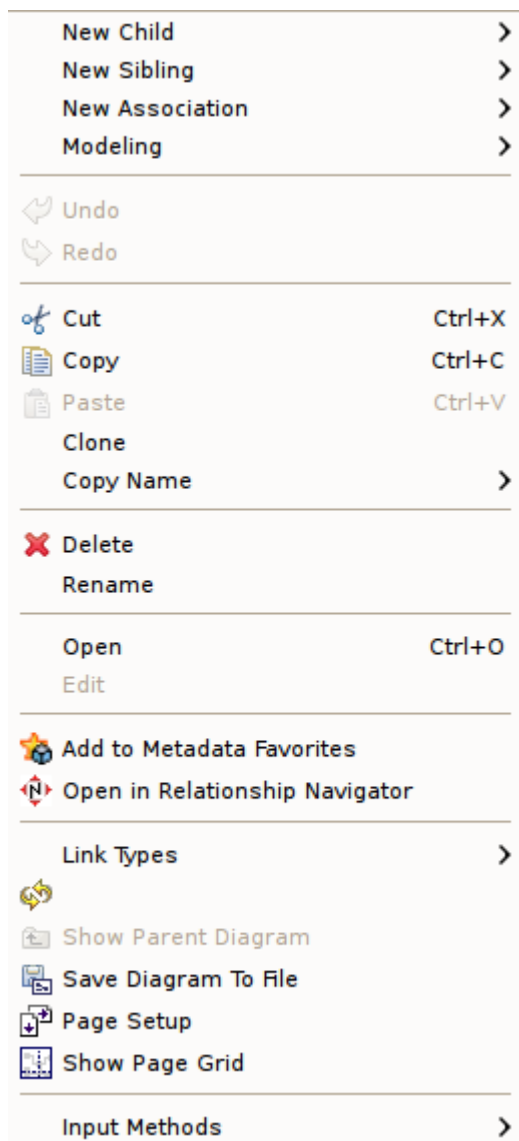 New Child
New Sibling
New Association
Modeling
Undo
Redo
Cut Ctrl+X
Copy Ctrl+C
Paste Ctrl+V
Clone
Copy Name
Delete
Rename
Open Ctrl+O
Edit
Add to Metadata Favorites
N Open in Relationship Navigator
Link Types
Show Parent Diagram
Save Diagram To File
Page Setup
Show Page Grid
Input Methods